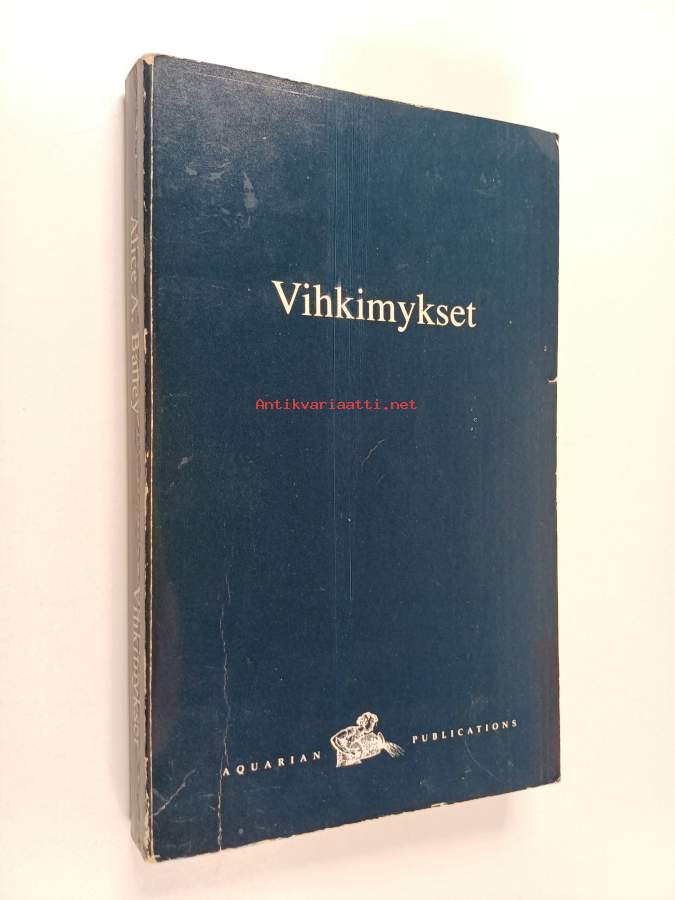 Vihkimykset
Antikvariaatti.net
AQUARIAN PUBLICATIONS
Alice A. Bailey Vihkimykset